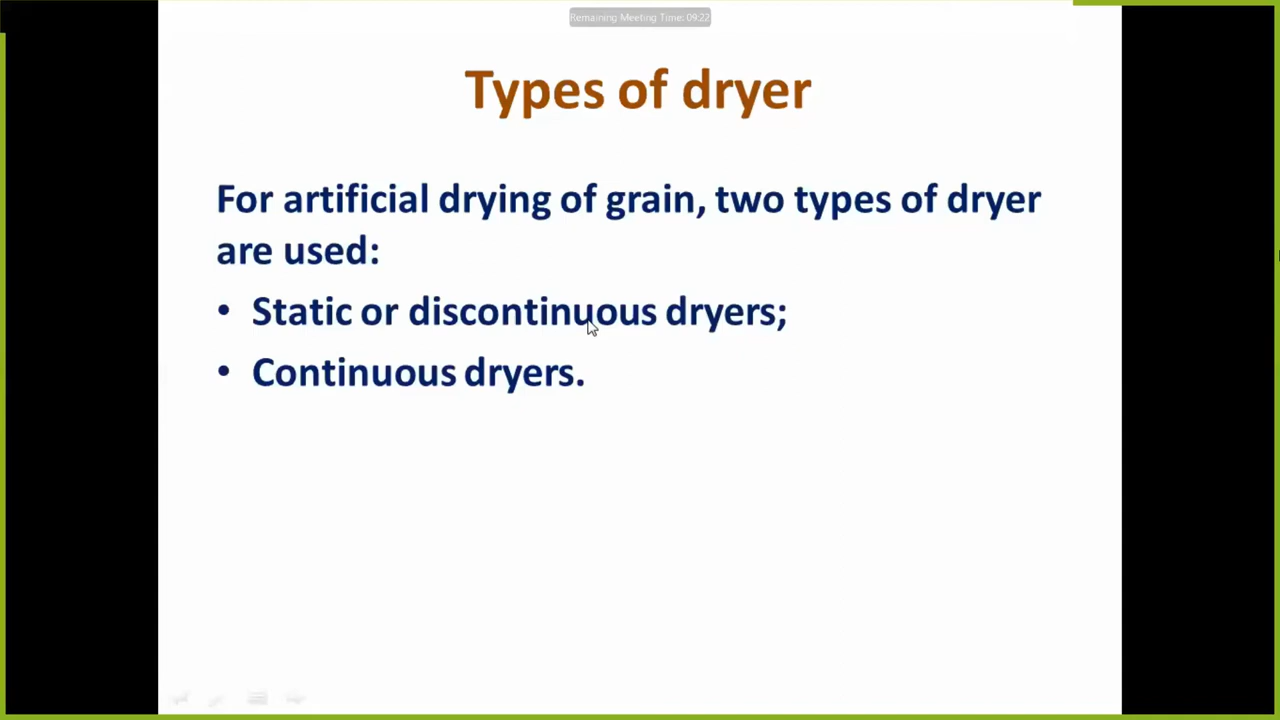 Remaining Meeting Time: 09:22
Types of dryer
For artificial drying of grain, two types of dryer
are used:
• Static or discontinuous dryers;
• Continuous dryers.